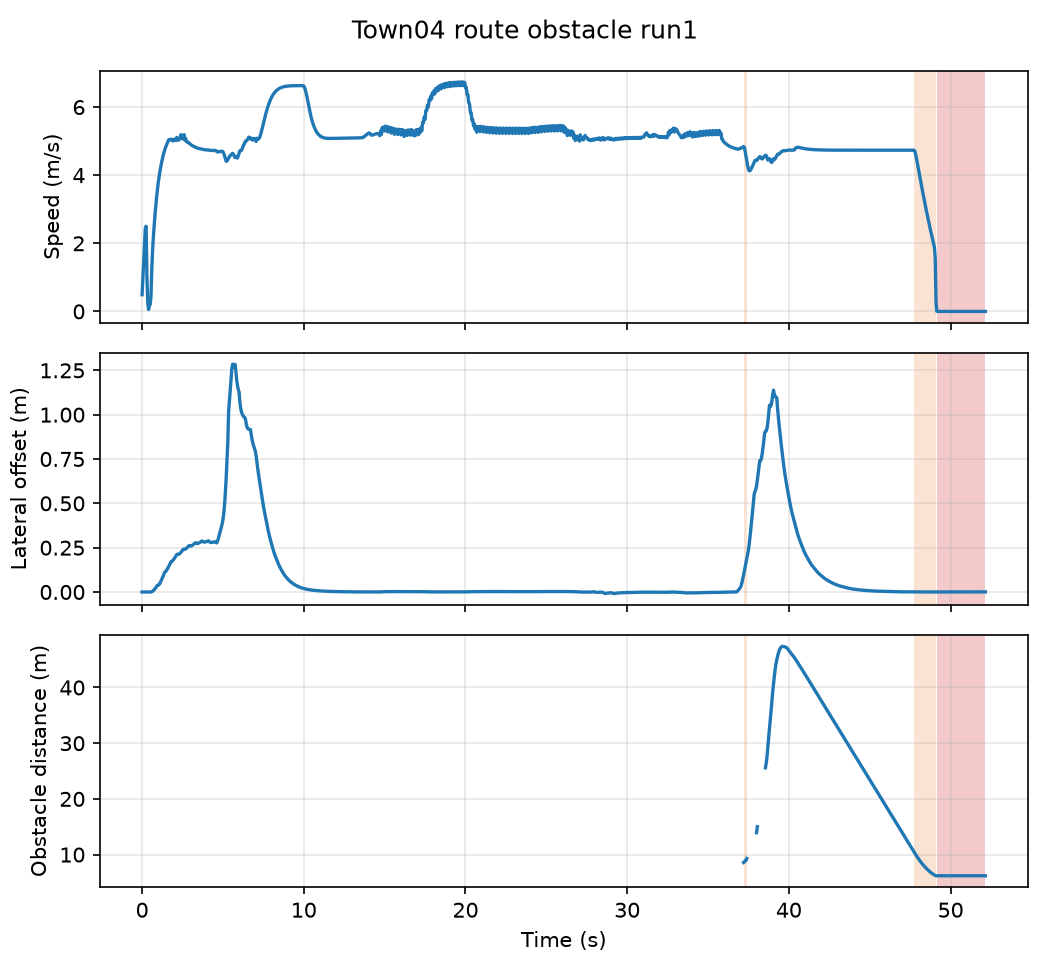 Town04 route obstacle run1
Speed (m/s)
6
4
2
0
Lateral offset (m)
1.25
1.00
0.75
0.50
0.25
0.00
Obstacle distance (m)
40
30
20
10
0 10 20 30 40 50
Time (s)